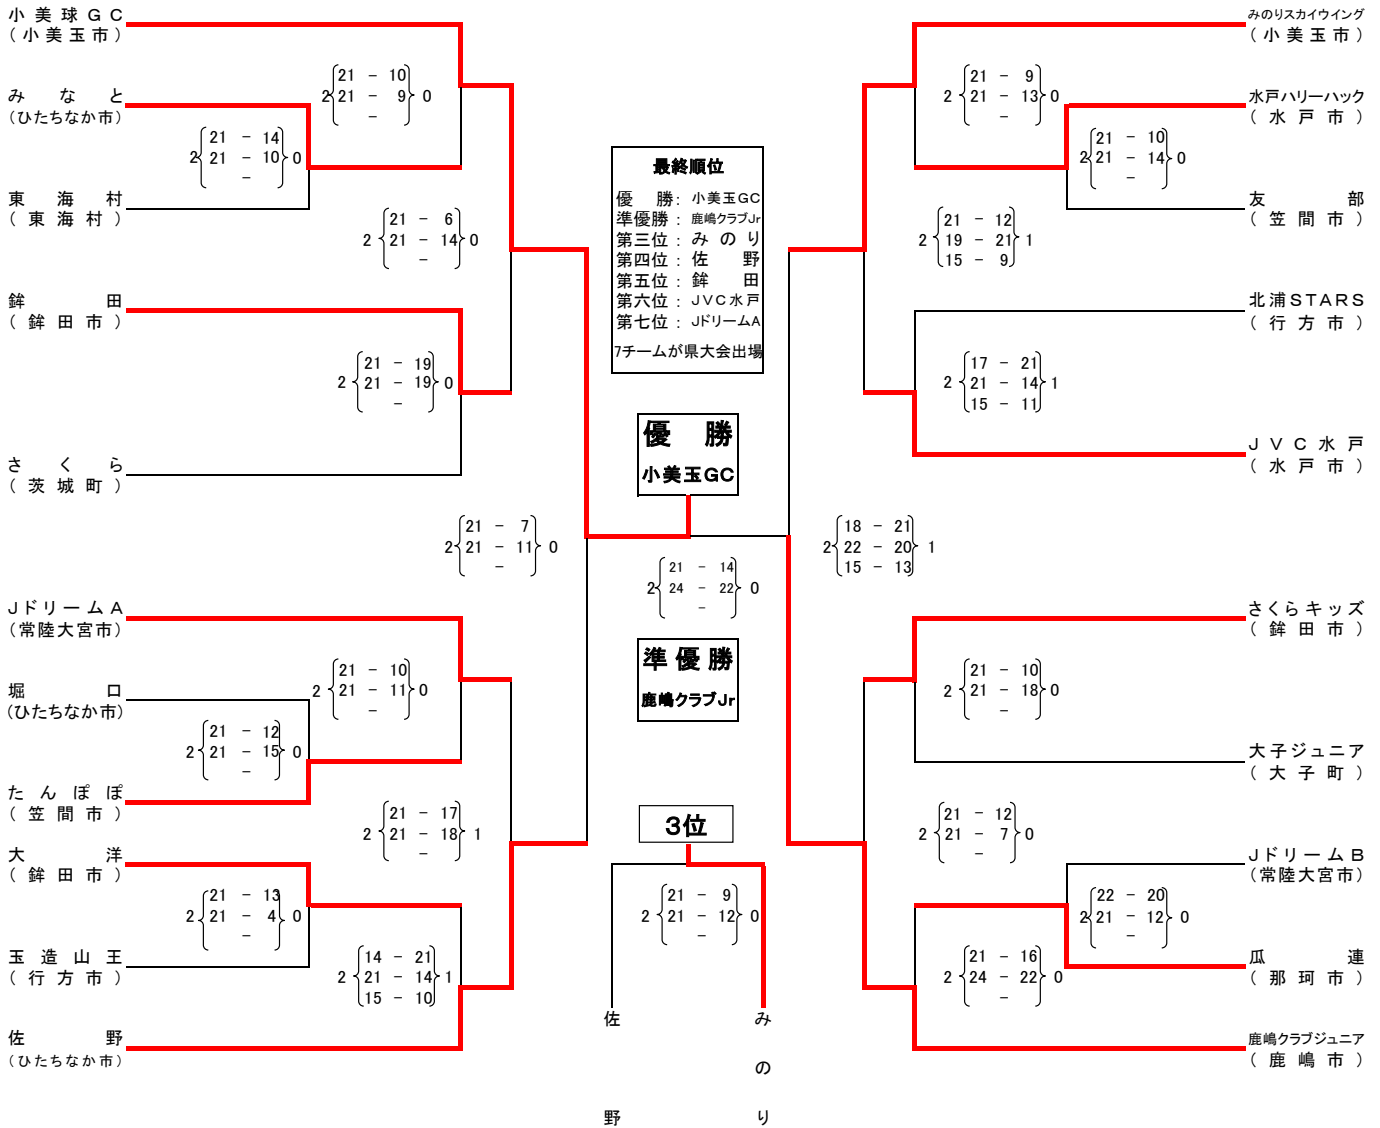 小美球GC
(小美玉市)
みなと
(ひたちなか市)
東海村
(東海村)
鉾田
(鉾田市)
さくら
(茨城町)
JドリームA
(常陸大宮市)
堀口
(ひたちなか市)
たんぽぽ
(笠間市)
大洋
(鉾田市)
玉造山王
(行方市)
佐野
(ひたちなか市)
2 21 - 10 0
21 - 9
-
2 21 - 14 0
21 - 10
-
2 21 - 6 0
21 - 14
-
2 21 - 19 0
21 - 19
-
2 21 - 7 0
21 - 11
-
2 21 - 10 0
21 - 11
-
2 21 - 12 0
21 - 15
-
2 21 - 17 1
21 - 18
-
2 21 - 13 0
21 - 4
-
2 14 - 21 1
21 - 14
15 - 10
最終順位
優勝: 小美玉GC
準優勝: 鹿嶋クラブJr
第三位: みのり
第四位: 佐野
第五位: 鉾田
第六位: JVC水戸
第七位: JドリームA
7チームが県大会出場
優勝
小美玉GC
2 21 - 14 0
24 - 22
-
準優勝
鹿嶋クラブJr
3位
2 21 - 9 0
21 - 12
-
佐野
みのり
みのりスカイウイング
(小美玉市)
水戸ハリーハック
(水戸市)
友部
(笠間市)
北浦STARS
(行方市)
JVC水戸
(水戸市)
さくらキッズ
(鉾田市)
大子ジュニア
(大子町)
JドリームB
(常陸大宮市)
瓜連
(那珂市)
鹿嶋クラブジュニア
(鹿嶋市)
2 21 - 9 0
21 - 13
-
2 21 - 10 0
21 - 14
-
2 21 - 12 1
19 - 21
15 - 9
2 17 - 21 1
21 - 14
15 - 11
2 18 - 21 1
22 - 20
15 - 13
2 21 - 10 0
21 - 18
-
2 21 - 12 0
21 - 7
-
2 22 - 20 0
21 - 12
-
2 21 - 16 0
24 - 22
-